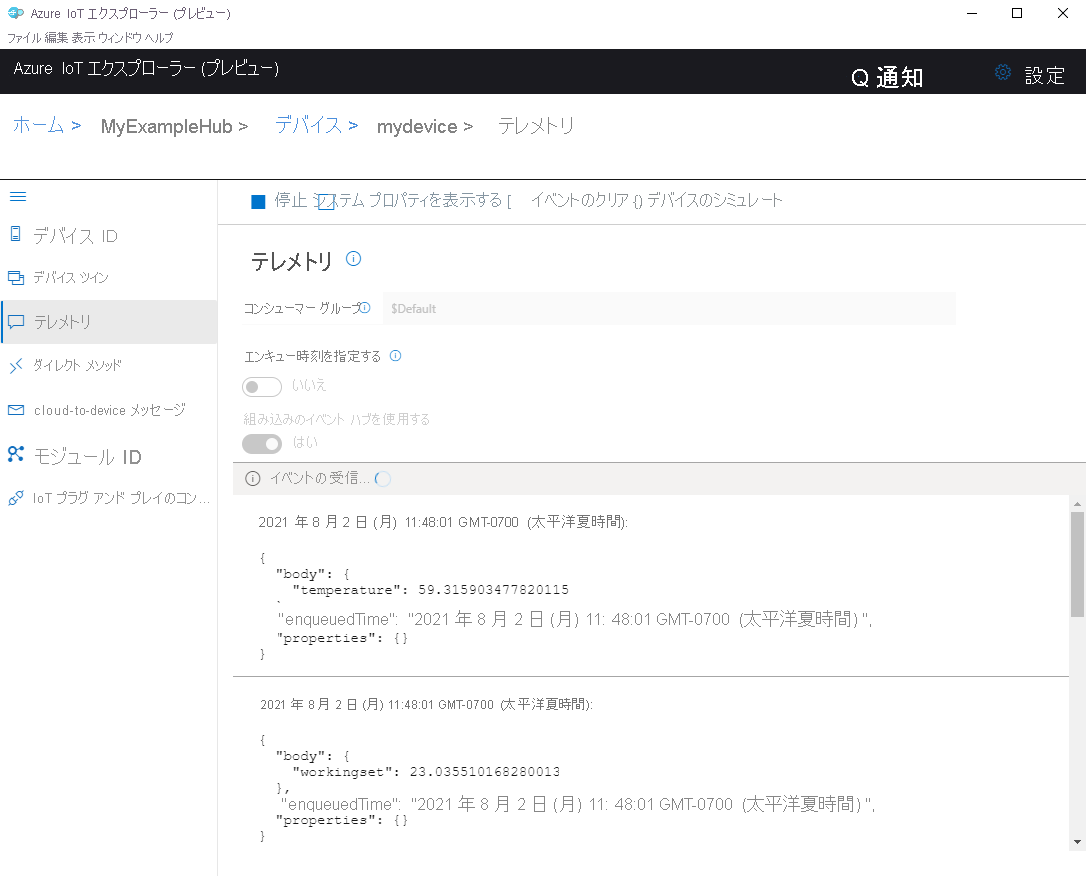 Azure IoT エクスプローラー (プレビュー)
ファイル 編集 表示 ウィンドウ ヘルプ
Azure IoT エクスプローラー (プレビュー)
Q 通知 設定
ホーム > MyExampleHub > デバイス > mydevice > テレメトリ
停止 システム プロパティを表示する [ イベントのクリア {} デバイスのシミュレート
デバイス ID
デバイス ツイン
テレメトリ
ダイレクト メソッド
cloud-to-device メッセージ
モジュール ID
IoT プラグ アンド プレイのコン...
テレメトリ
コンシューマー グループ $Default
エンキュー時刻を指定する
いいえ
組み込みのイベント ハブを使用する
はい
イベントの受信...
2021 年 8 月 2 日 (月) 11:48:01 GMT-0700 (太平洋夏時間):
{
"body": {
"temperature": 59.315903477820115
`
"enqueuedTime": "2021 年 8 月 2 日 (月) 11: 48:01 GMT-0700 (太平洋夏時間) ",
"properties": {}
}
2021 年 8 月 2 日 (月) 11:48:01 GMT-0700 (太平洋夏時間):
{
"body": {
"workingset": 23.035510168280013
},
"enqueuedTime": "2021 年 8 月 2 日 (月) 11: 48:01 GMT-0700 (太平洋夏時間) ",
"properties": {}
}